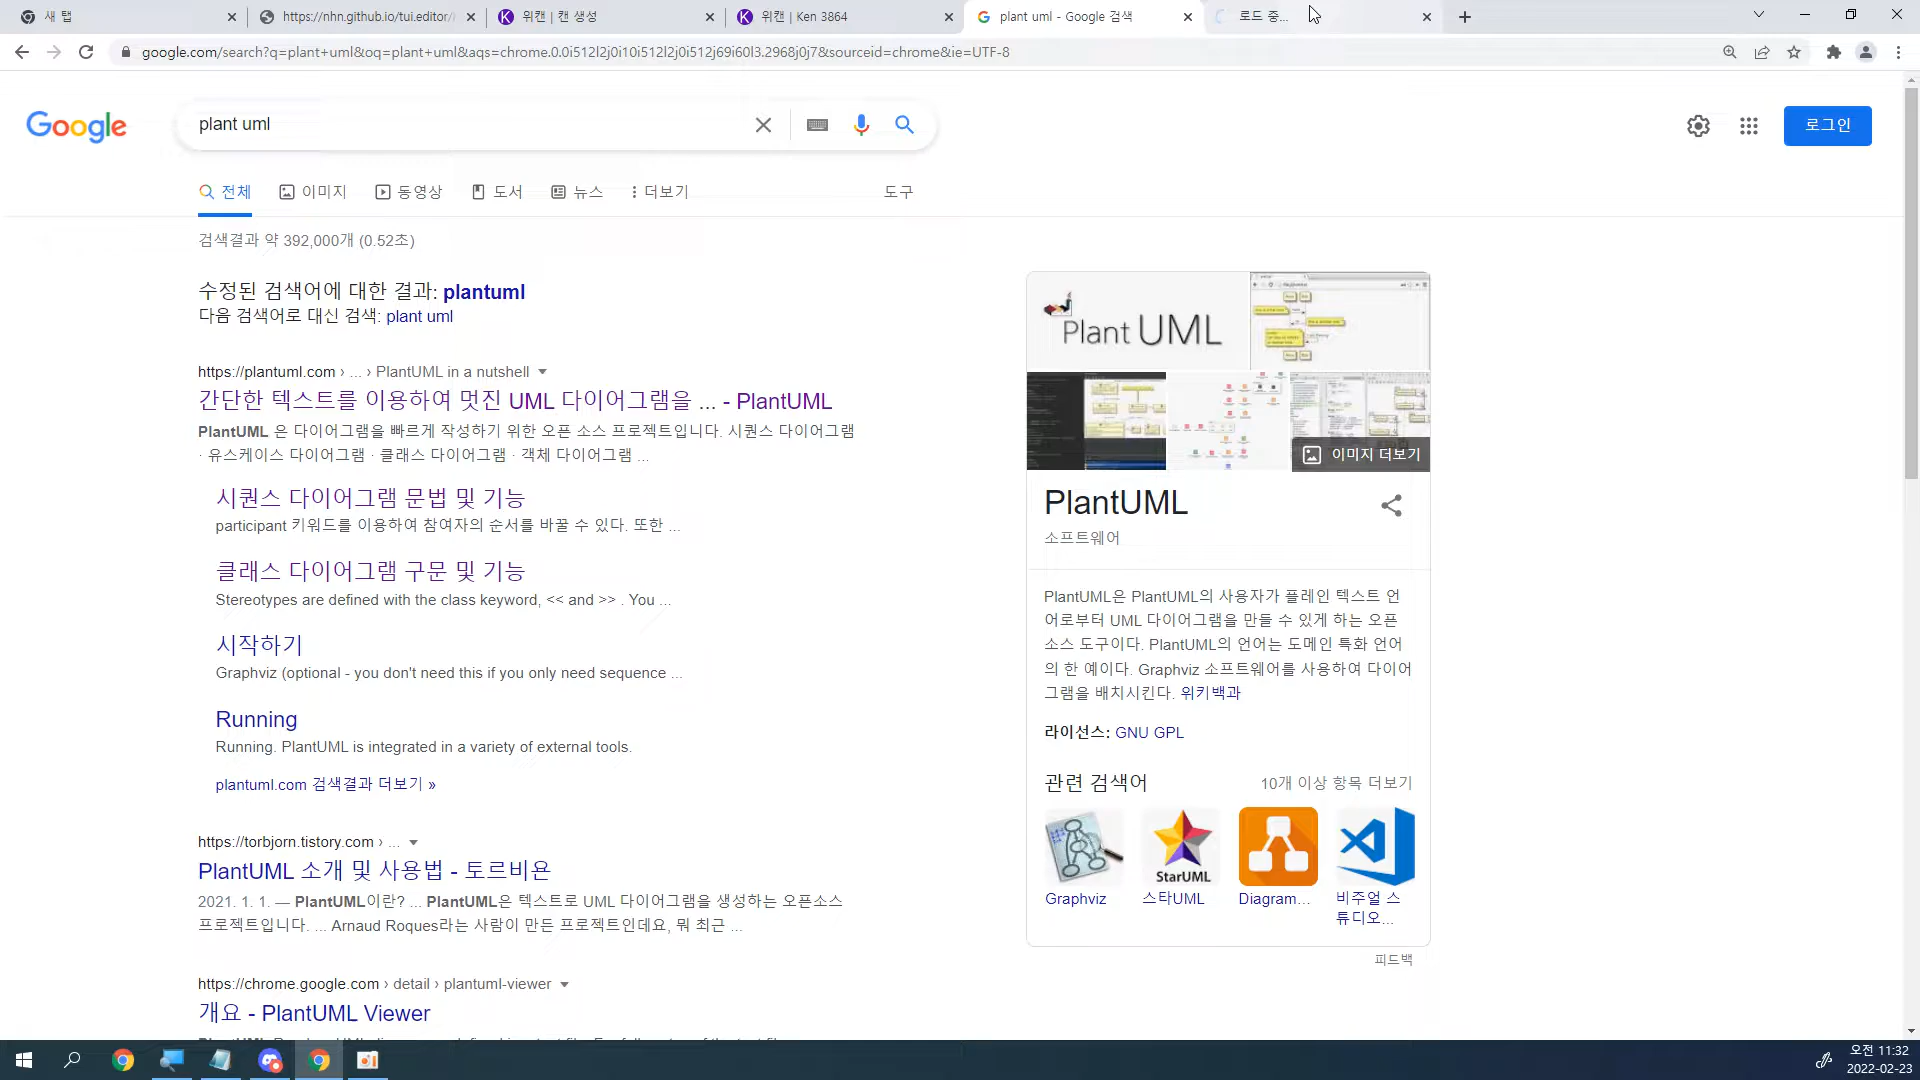 새 탭
https://nhn.github.io/tui.editor/
위캔 | 캔 생성
위캔 | Ken 3864
plant uml - Google 검색
로드 중...
google.com/search?q=plant+uml&oq=plant+uml&aqs=chrome.0.0i512l2j0i10i512l2j0i512j69i60l3.2968j0j7&sourceid=chrome&ie=UTF-8
Google
plant uml
로그인
전체
이미지
동영상
도서
뉴스
더보기
도구
검색결과 약 392,000개 (0.52초)
수정된 검색어에 대한 결과: plantuml
다음 검색어로 대신 검색: plant uml
https://plantuml.com › ... › PlantUML in a nutshell
간단한 텍스트를 이용하여 멋진 UML 다이어그램을 ... - PlantUML
PlantUML 은 다이어그램을 빠르게 작성하기 위한 오픈 소스 프로젝트입니다. 시퀀스 다이어그램
· 유스케이스 다이어그램 · 클래스 다이어그램 · 객체 다이어그램 ...
시퀀스 다이어그램 문법 및 기능
participant 키워드를 이용하여 참여자의 순서를 바꿀 수 있다. 또한 ...
클래스 다이어그램 구문 및 기능
Stereotypes are defined with the class keyword, << and >> . You ...
시작하기
Graphviz (optional - you don't need this if you only need sequence ...
Running
Running. PlantUML is integrated in a variety of external tools.
plantuml.com 검색결과 더보기 »
https://torbjorn.tistory.com › ...
PlantUML 소개 및 사용법 - 토르비욘
2021. 1. 1. — PlantUML이란? ... PlantUML은 텍스트로 UML 다이어그램을 생성하는 오픈소스
프로젝트입니다. ... Arnaud Roques라는 사람이 만든 프로젝트인데요, 뭐 최근 ...
https://chrome.google.com › detail › plantuml-viewer
개요 - PlantUML Viewer
Plant UML
이미지 더보기
PlantUML
소프트웨어
PlantUML은 PlantUML의 사용자가 플레인 텍스트 언
어로부터 UML 다이어그램을 만들 수 있게 하는 오픈
소스 도구이다. PlantUML의 언어는 도메인 특화 언어
의 한 예이다. Graphviz 소프트웨어를 사용하여 다이어
그램을 배치시킨다. 위키백과
라이선스: GNU GPL
관련 검색어
10개 이상 항목 더보기
StarUML
Graphviz
스타UML
Diagram...
비주얼 스
튜디오...
피드백
오전 11:32
2022-02-23